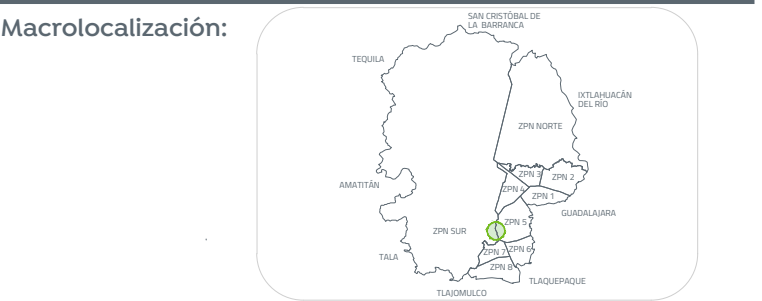 Macrolocalización:
SAN CRISTÓBAL DE
LA BARRANCA
TEQUILA
IXTLAHUACÁN
DEL RÍO
ZPN NORTE
ZPN 3
ZPN 2
AMATITÁN
ZPN 4
ZPN 1
GUADALAJARA
ZPN 5
ZPN SUR
ZPN 7
ZPN 6
TALA
ZPN 8
TLAQUEPAQUE
TLAJOMULCO